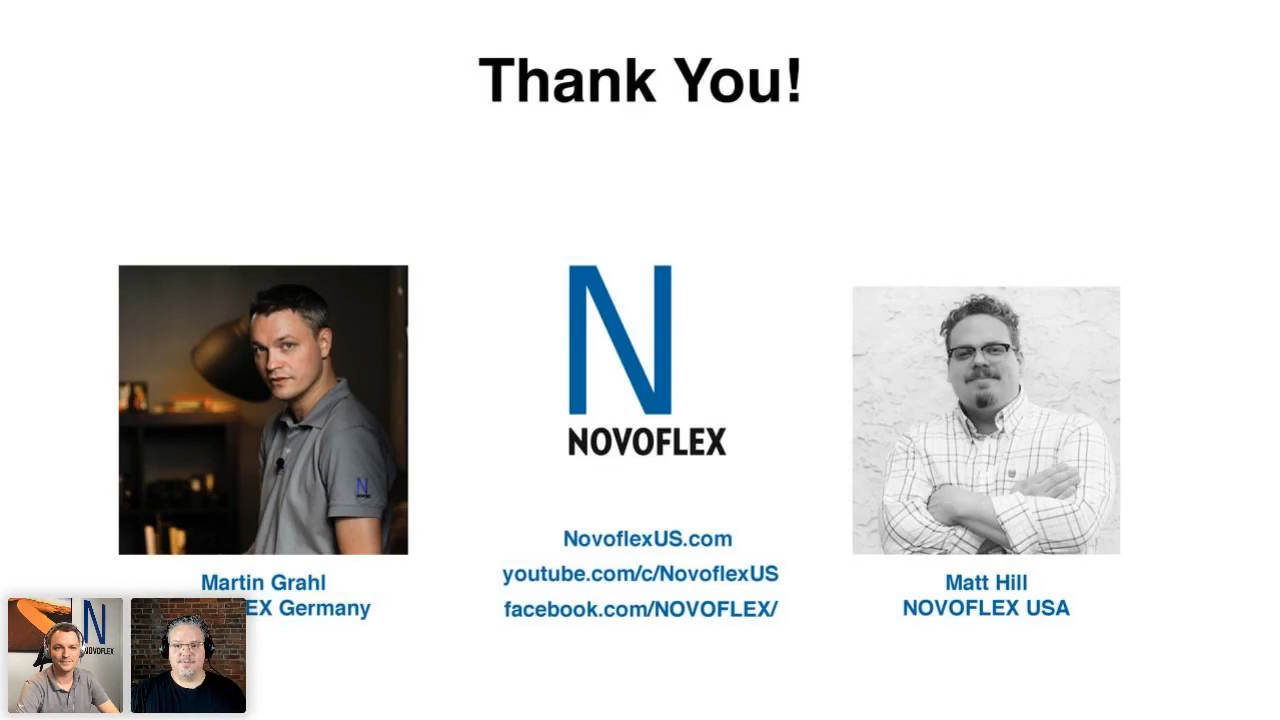 Thank You!
N
NOVOFLEX
N
NovoflexUS.com
youtube.com/c/NovoflexUS
facebook.com/NOVOFLEX/
Martin Grahl
EX Germany
Matt Hill
NOVOFLEX USA
N
NOVOFLEX